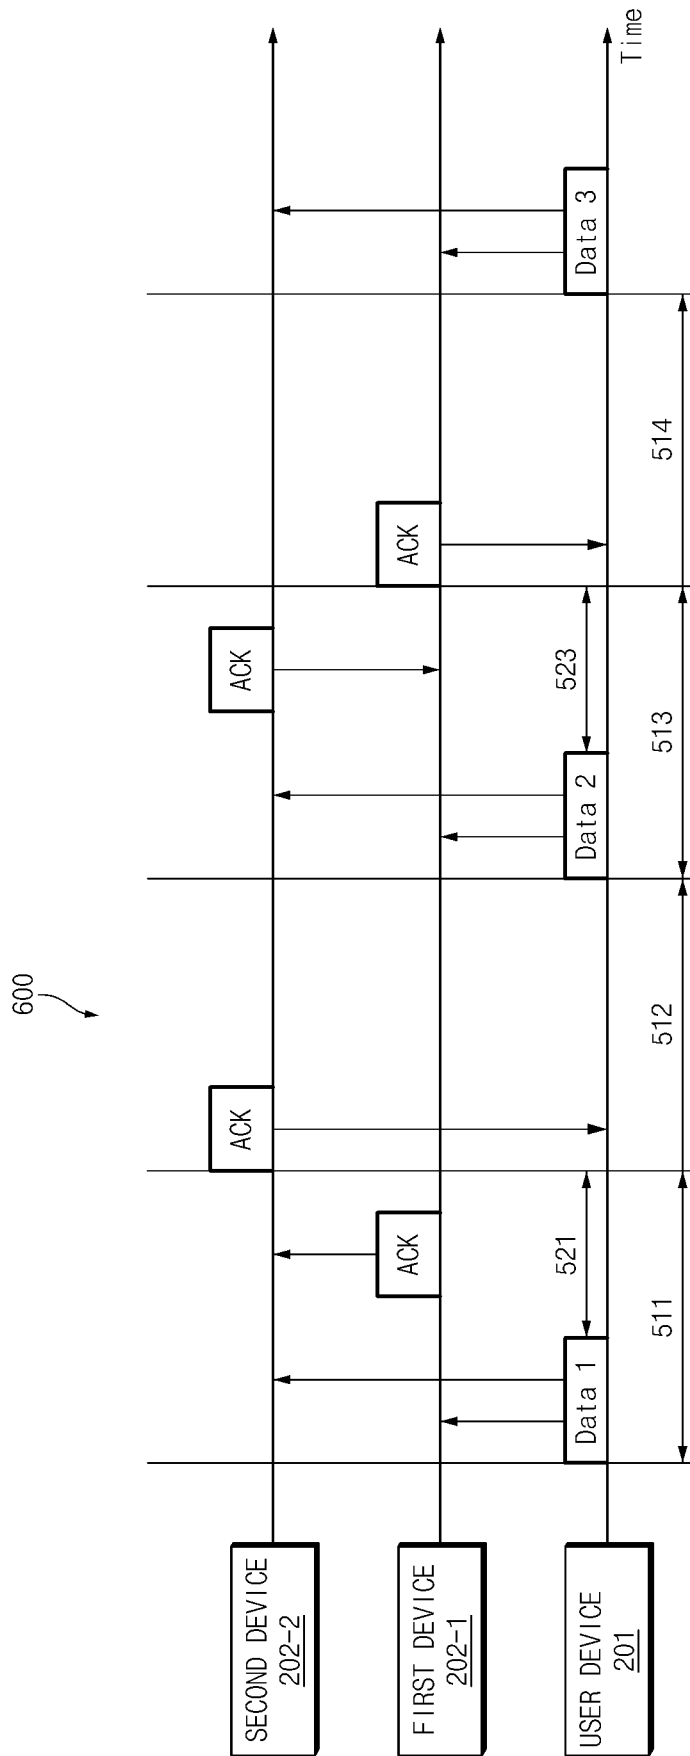 600
SECOND DEVICE
202-2
ACK
ACK
FIRST DEVICE
202-1
ACK
ACK
USER DEVICE
201
Data 1
521
Data 2
523
Data 3
Time
511
512
513
514